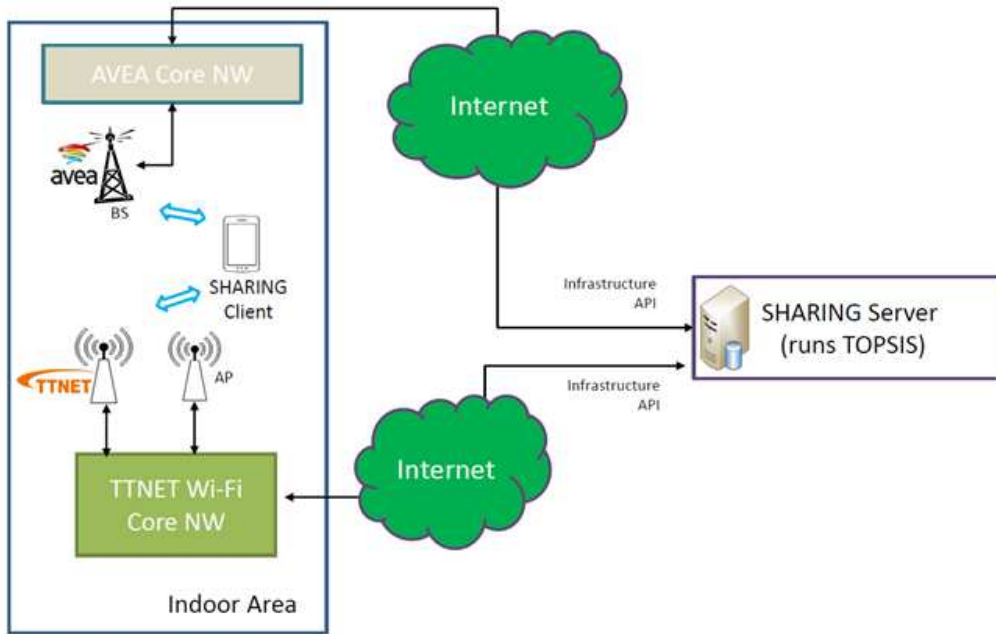 AVEA Core NW
Internet
avea
BS
SHARING
Client
Infrastructure
API
SHARING Server
(runs TOPSIS)
TTNET
AP
Infrastructure
API
Internet
TTNET Wi-Fi
Core NW
Indoor Area